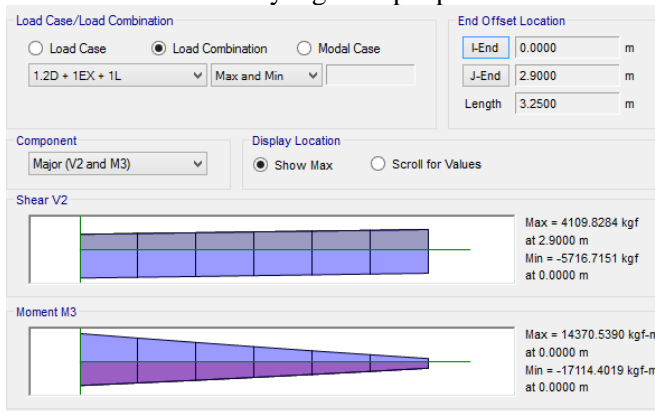 Load Case/Load Combination
Load Case
Load Combination
Modal Case
1.2D + 1EX + 1L
Max and Min
End Offset Location
I-End 0.0000 m
J-End 2.9000 m
Length 3.2500 m
Component
Major (V2 and M3)
Display Location
Show Max
Scroll for Values
Shear V2
Max = 4109.8284 kgf
at 2.9000 m
Min = -5716.7151 kgf
at 0.0000 m
Moment M3
Max = 14370.5390 kgf-m
at 0.0000 m
Min = -17114.4019 kgf-m
at 0.0000 m